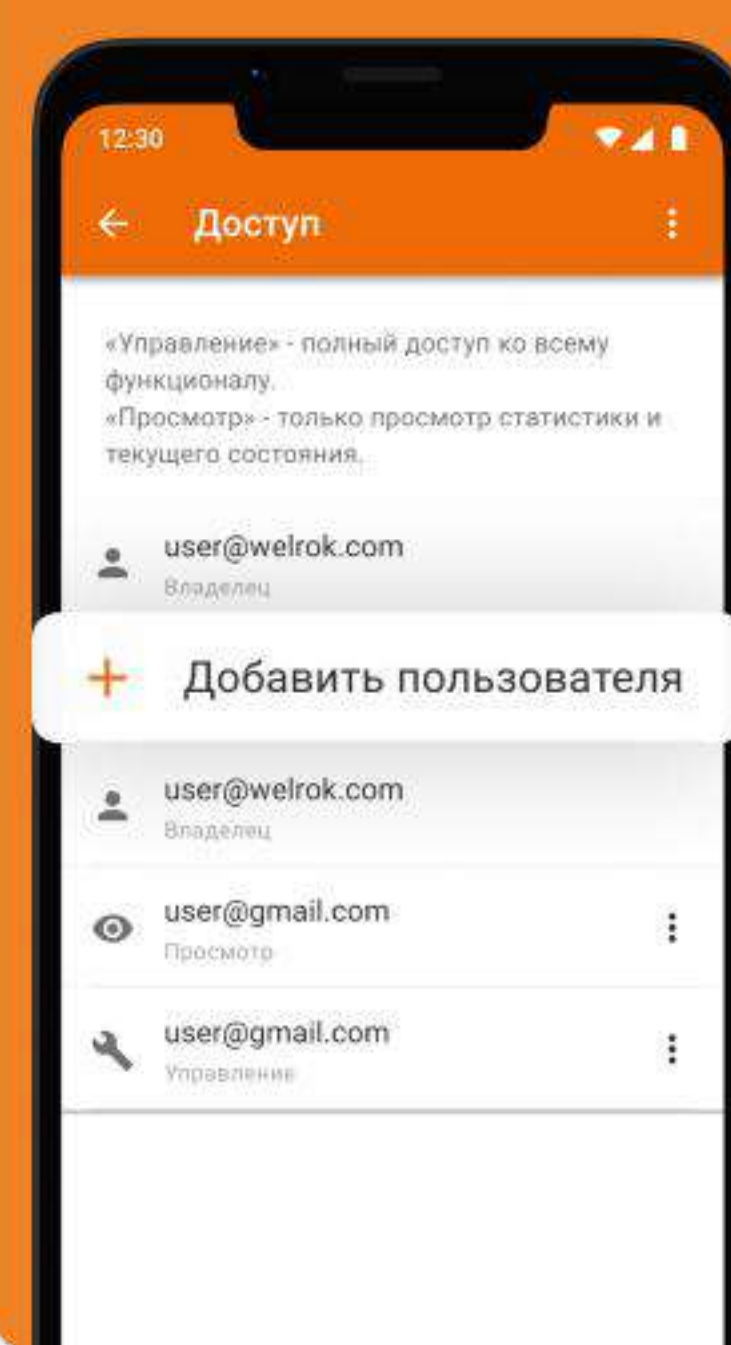 12:30
Доступ
«Управление» - полный доступ ко всему
функционалу.
«Просмотр» - только просмотр статистики и
текущего состояния.
user@welrok.com
Владелец
+ Добавить пользователя
user@welrok.com
Владелец
user@gmail.com
Просмотр
user@gmail.com
Управление